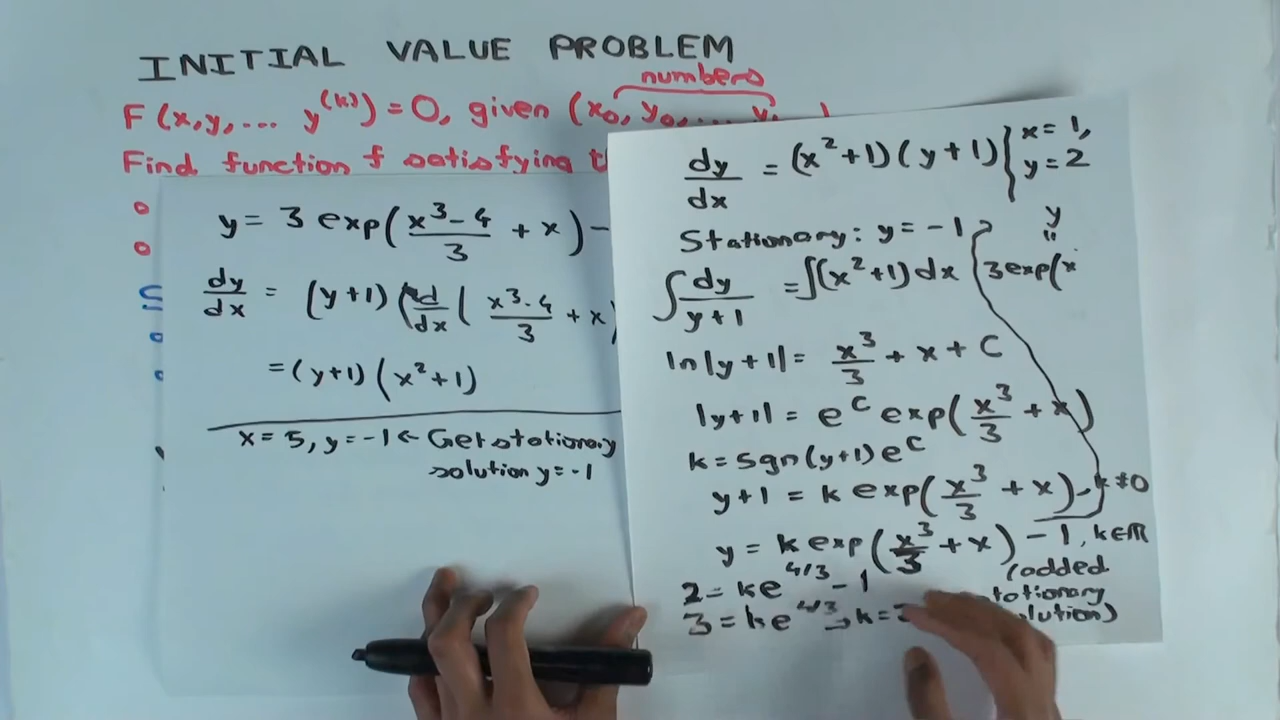 INITIAL VALUE PROBLEM
numbers
F(x,y,... y^(k))=0, given (x₀, y₀,...
Find function f satisfying
y = 3 exp(x³-4/3 + x) -
dy/dx = (y+1) (d/dx ( x³-4/3 + x)
=(y+1)(x²+1)
x = 5, y = -1 ← Get stationary
solution y = -1
dy/dx = (x²+1)(y+1) | x=1, y=2
Stationary: y = -1
y
"
∫ dy/y+1 = ∫(x²+1)dx
3exp(x
ln|y+1| = x³/3 + x + C
|y+1| = e^C exp(x³/3 + x)
k = sgn(y+1)e^C
y+1 = k exp(x³/3 + x), k≠0
y = k exp(x³/3 + x) - 1, k∈ℝ
(added
2 = ke^4/3 - 1
3 = ke^4/3 → k =